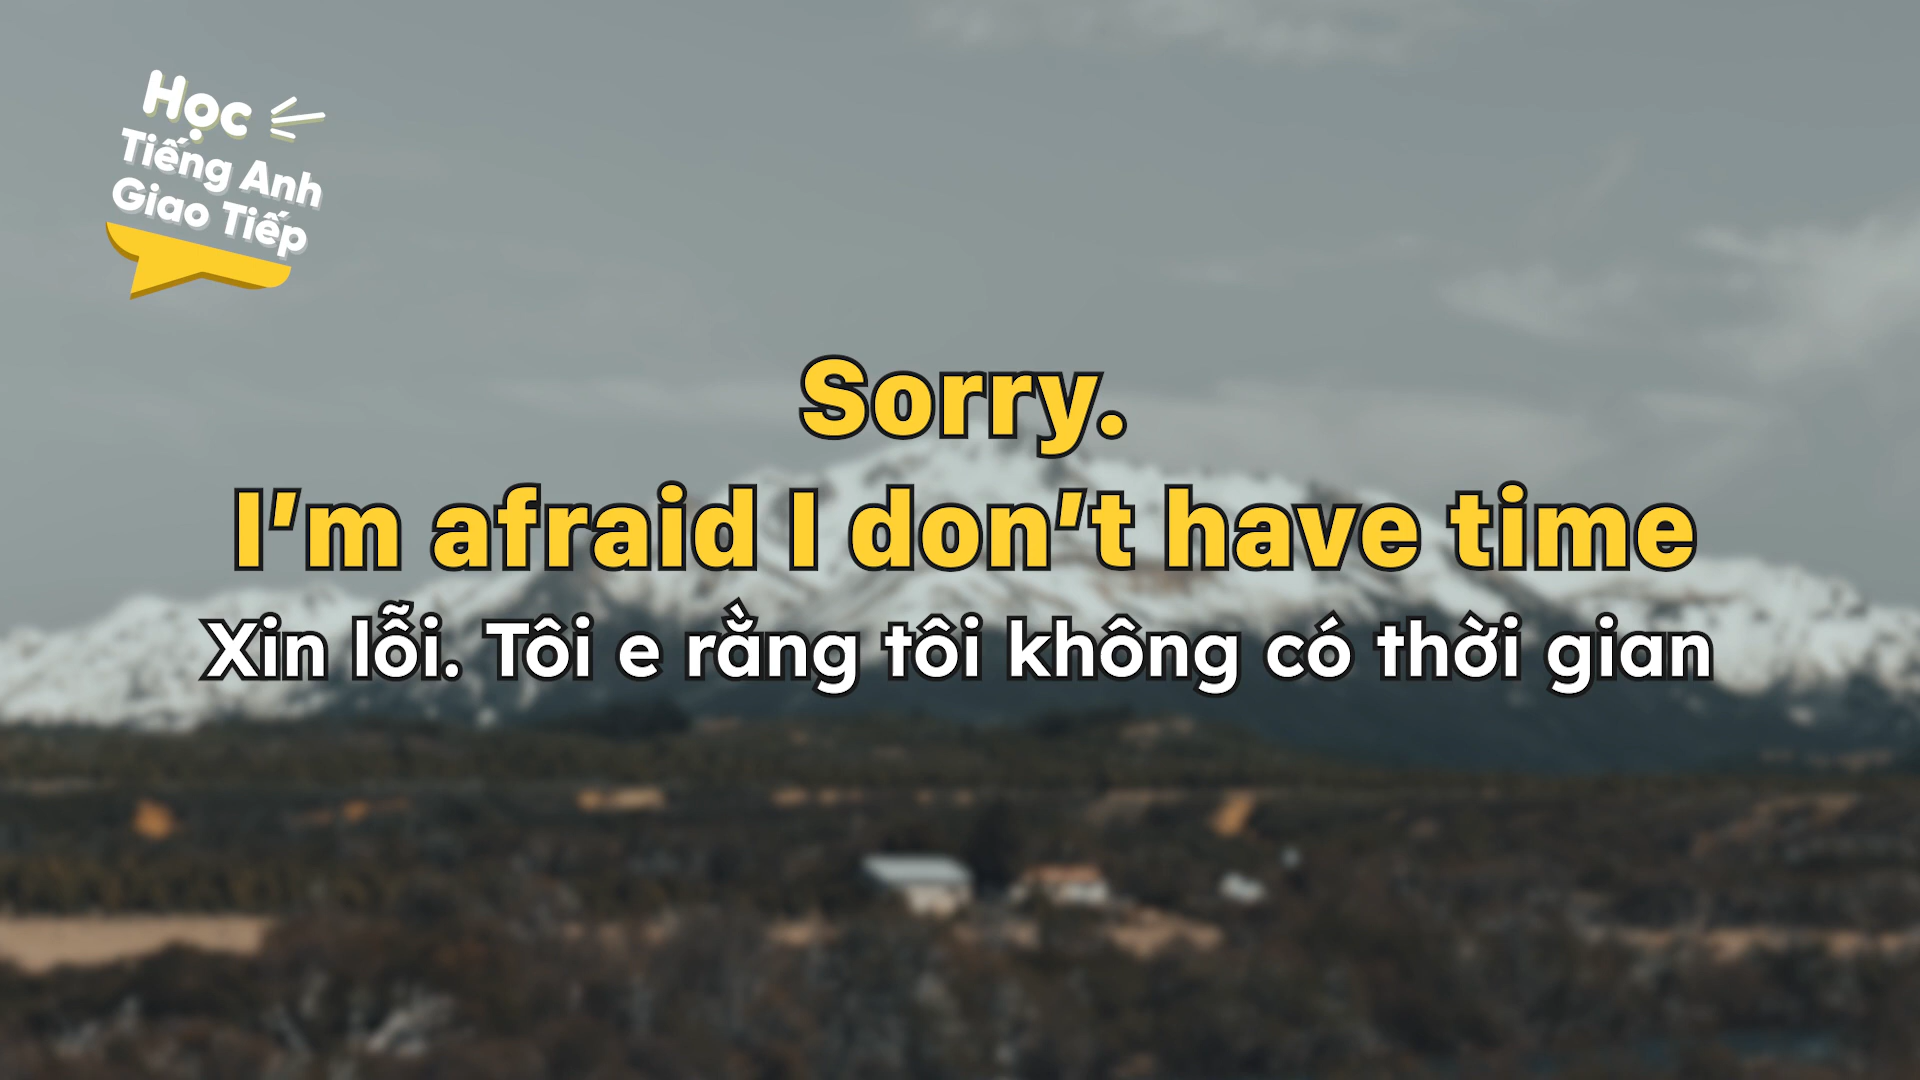 Học
Tiếng Anh
Giao Tiếp
Sorry.
I’m afraid I don’t have time
Xin lỗi. Tôi e rằng tôi không có thời gian